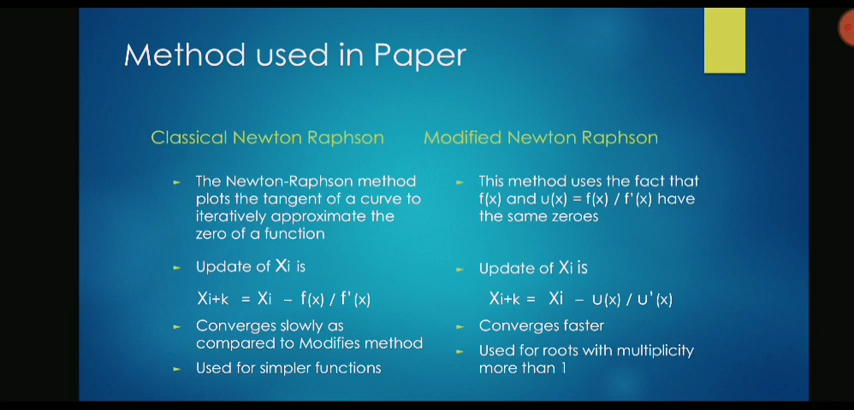 Method used in Paper
Classical Newton Raphson
► The Newton-Raphson method
plots the tangent of a curve to
iteratively approximate the
zero of a function
► Update of Xi is
Xi+k = Xi – f(x) / f'(x)
► Converges slowly as
compared to Modifies method
► Used for simpler functions
Modified Newton Raphson
► This method uses the fact that
f(x) and u(x) = f(x) / f'(x) have
the same zeroes
► Update of Xi is
Xi+k = Xi – u(x) / u'(x)
► Converges faster
► Used for roots with multiplicity
more than 1